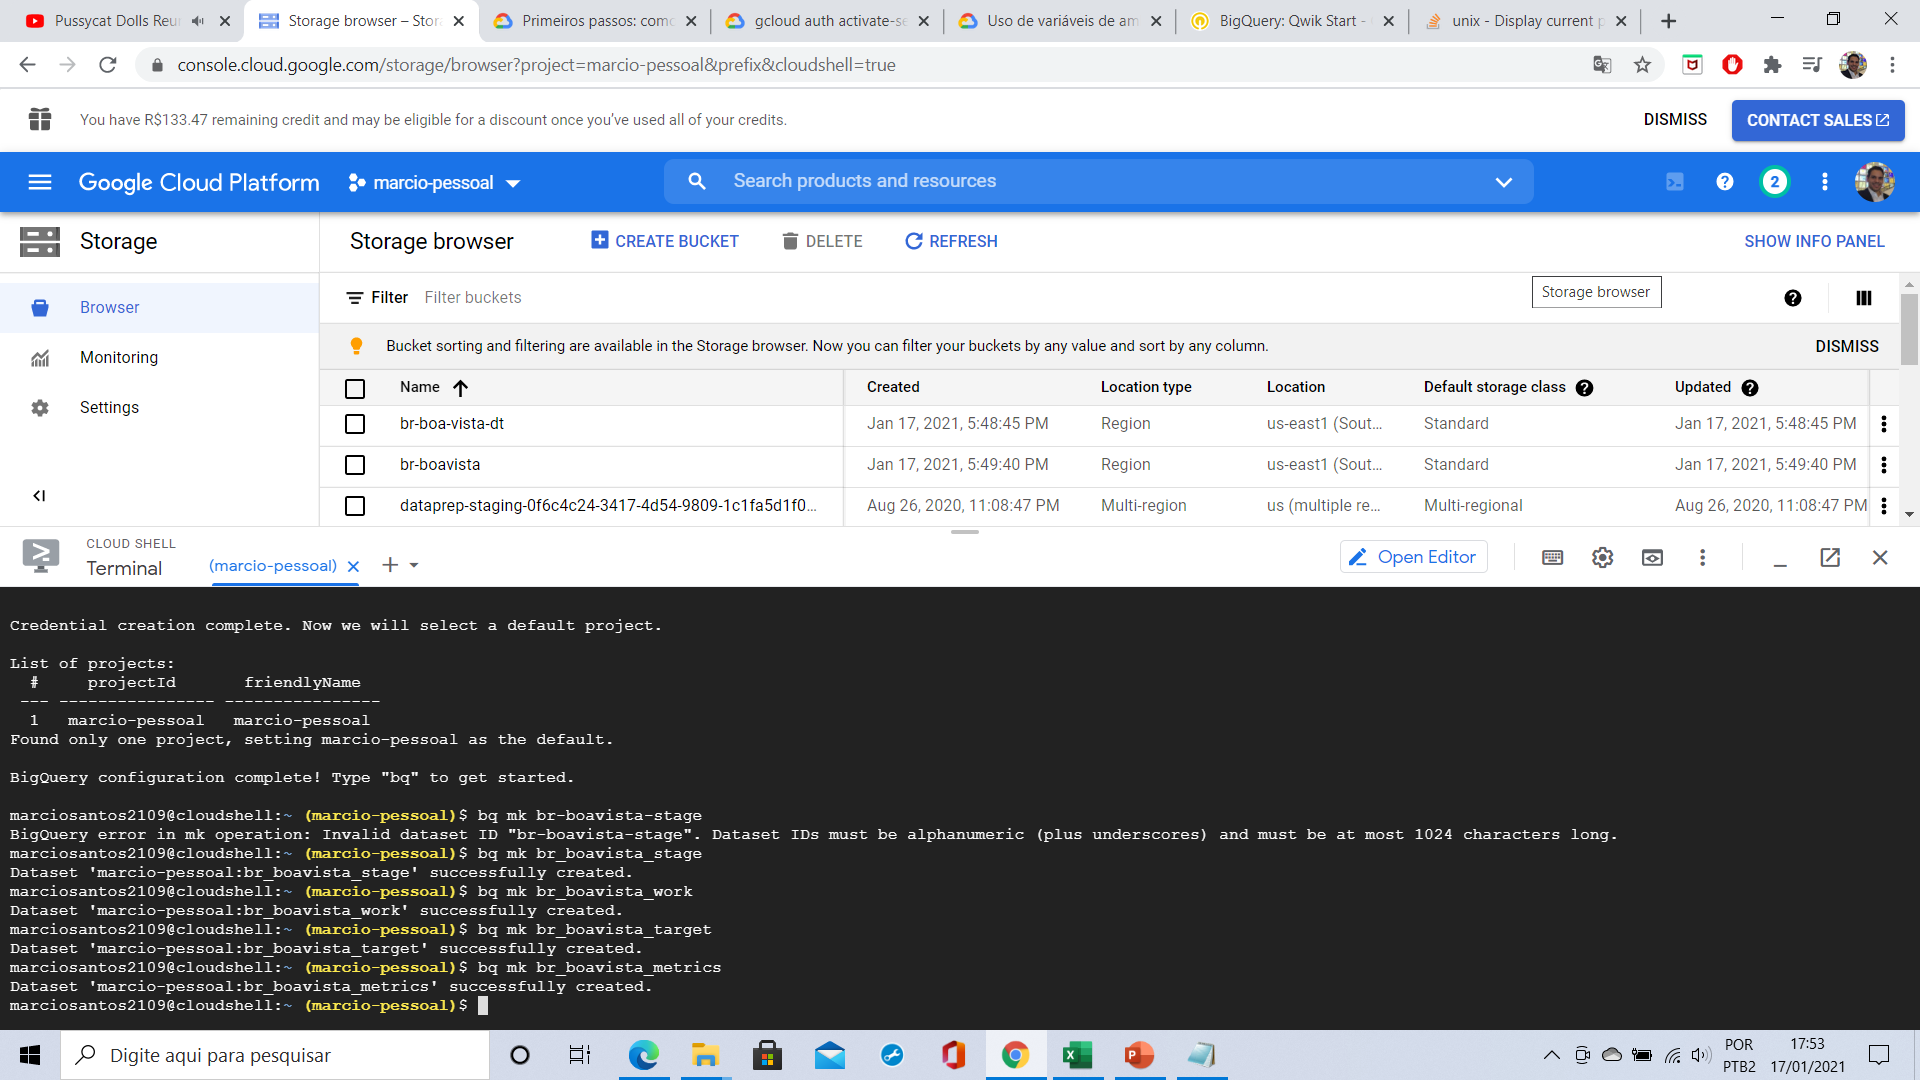 Pussycat Dolls Reu
Storage browser – Stor
Primeiros passos: como
gcloud auth activate-se
Uso de variáveis de am
BigQuery: Qwik Start -
unix - Display current p
console.cloud.google.com/storage/browser?project=marcio-pessoal&prefix&cloudshell=true
You have R$133.47 remaining credit and may be eligible for a discount once you've used all of your credits.
DISMISS
CONTACT SALES
Google Cloud Platform
marcio-pessoal
Search products and resources
2
Storage
Storage browser
CREATE BUCKET
DELETE
REFRESH
SHOW INFO PANEL
Browser
Monitoring
Settings
Filter Filter buckets
Storage browser
Bucket sorting and filtering are available in the Storage browser. Now you can filter your buckets by any value and sort by any column.
DISMISS
Name Created Location type Location Default storage class Updated
br-boa-vista-dt Jan 17, 2021, 5:48:45 PM Region us-east1 (Sout... Standard Jan 17, 2021, 5:48:45 PM
br-boavista Jan 17, 2021, 5:49:40 PM Region us-east1 (Sout... Standard Jan 17, 2021, 5:49:40 PM
dataprep-staging-0f6c4c24-3417-4d54-9809-1c1fa5d1f0... Aug 26, 2020, 11:08:47 PM Multi-region us (multiple re... Multi-regional Aug 26, 2020, 11:08:47 PM
CLOUD SHELL
Terminal
(marcio-pessoal)
Open Editor
Credential creation complete. Now we will select a default project.
List of projects:
# projectId friendlyName
--- ---------------- ----------------
1 marcio-pessoal marcio-pessoal
Found only one project, setting marcio-pessoal as the default.
BigQuery configuration complete! Type "bq" to get started.
marciosantos2109@cloudshell:~ (marcio-pessoal)$ bq mk br-boavista-stage
BigQuery error in mk operation: Invalid dataset ID "br-boavista-stage". Dataset IDs must be alphanumeric (plus underscores) and must be at most 1024 characters long.
marciosantos2109@cloudshell:~ (marcio-pessoal)$ bq mk br_boavista_stage
Dataset 'marcio-pessoal:br_boavista_stage' successfully created.
marciosantos2109@cloudshell:~ (marcio-pessoal)$ bq mk br_boavista_work
Dataset 'marcio-pessoal:br_boavista_work' successfully created.
marciosantos2109@cloudshell:~ (marcio-pessoal)$ bq mk br_boavista_target
Dataset 'marcio-pessoal:br_boavista_target' successfully created.
marciosantos2109@cloudshell:~ (marcio-pessoal)$ bq mk br_boavista_metrics
Dataset 'marcio-pessoal:br_boavista_metrics' successfully created.
marciosantos2109@cloudshell:~ (marcio-pessoal)$
Digite aqui para pesquisar
POR
PTB2
17:53
17/01/2021